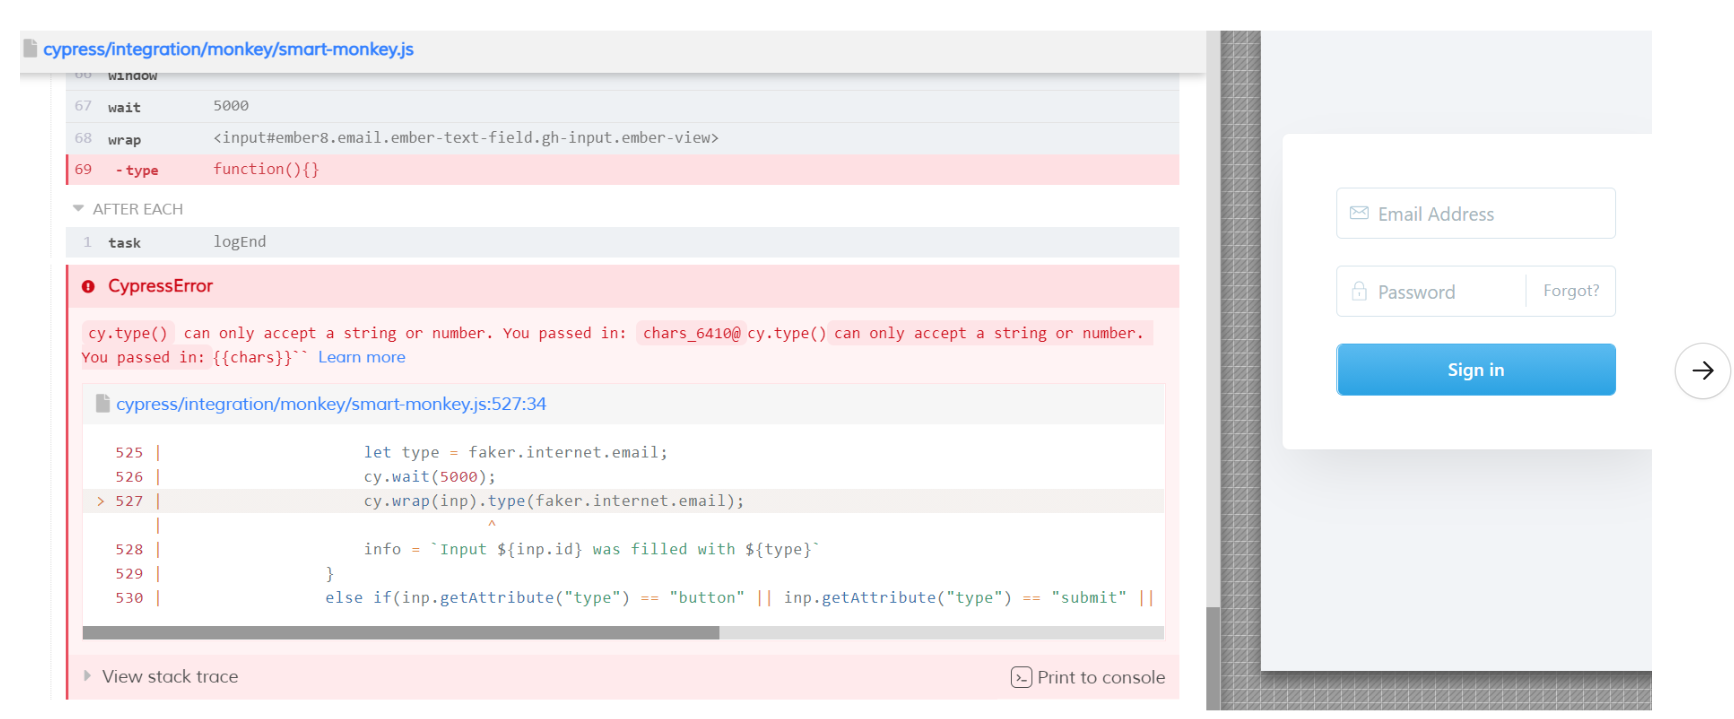 cypress/integration/monkey/smart-monkey.js
66 window
67 wait 5000
68 wrap <input#ember8.email.ember-text-field.gh-input.ember-view>
69 -type function(){}
AFTER EACH
1 task logEnd
CypressError
cy.type() can only accept a string or number. You passed in: chars_6410@ cy.type() can only accept a string or number.
You passed in: {{chars}}`` Learn more
cypress/integration/monkey/smart-monkey.js:527:34
525 | let type = faker.internet.email;
526 | cy.wait(5000);
> 527 | cy.wrap(inp).type(faker.internet.email);
| ^
528 | info = `Input ${inp.id} was filled with ${type}`
529 | }
530 | else if(inp.getAttribute("type") == "button" || inp.getAttribute("type") == "submit" ||
View stack trace
Print to console
Email Address
Password Forgot?
Sign in